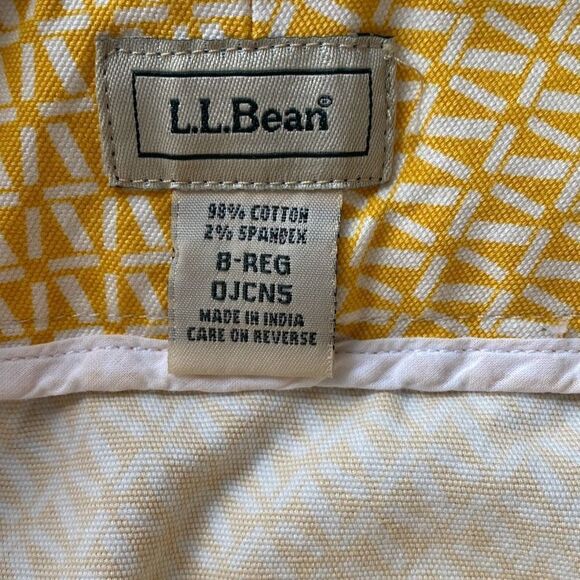 L.L.Bean®
98% COTTON
2% SPANDEX
8-REG
0JCN5
MADE IN INDIA
CARE ON REVERSE